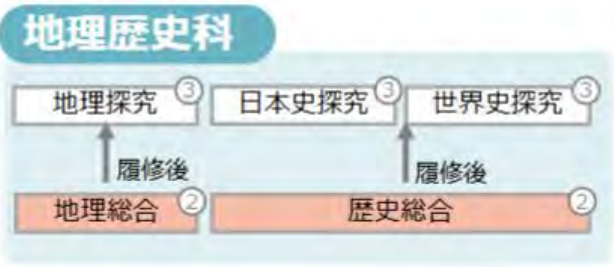 地理歴史科
地理探究 ③ 日本史探究 ③ 世界史探究 ③
履修後 履修後
地理総合 ② 歴史総合 ②